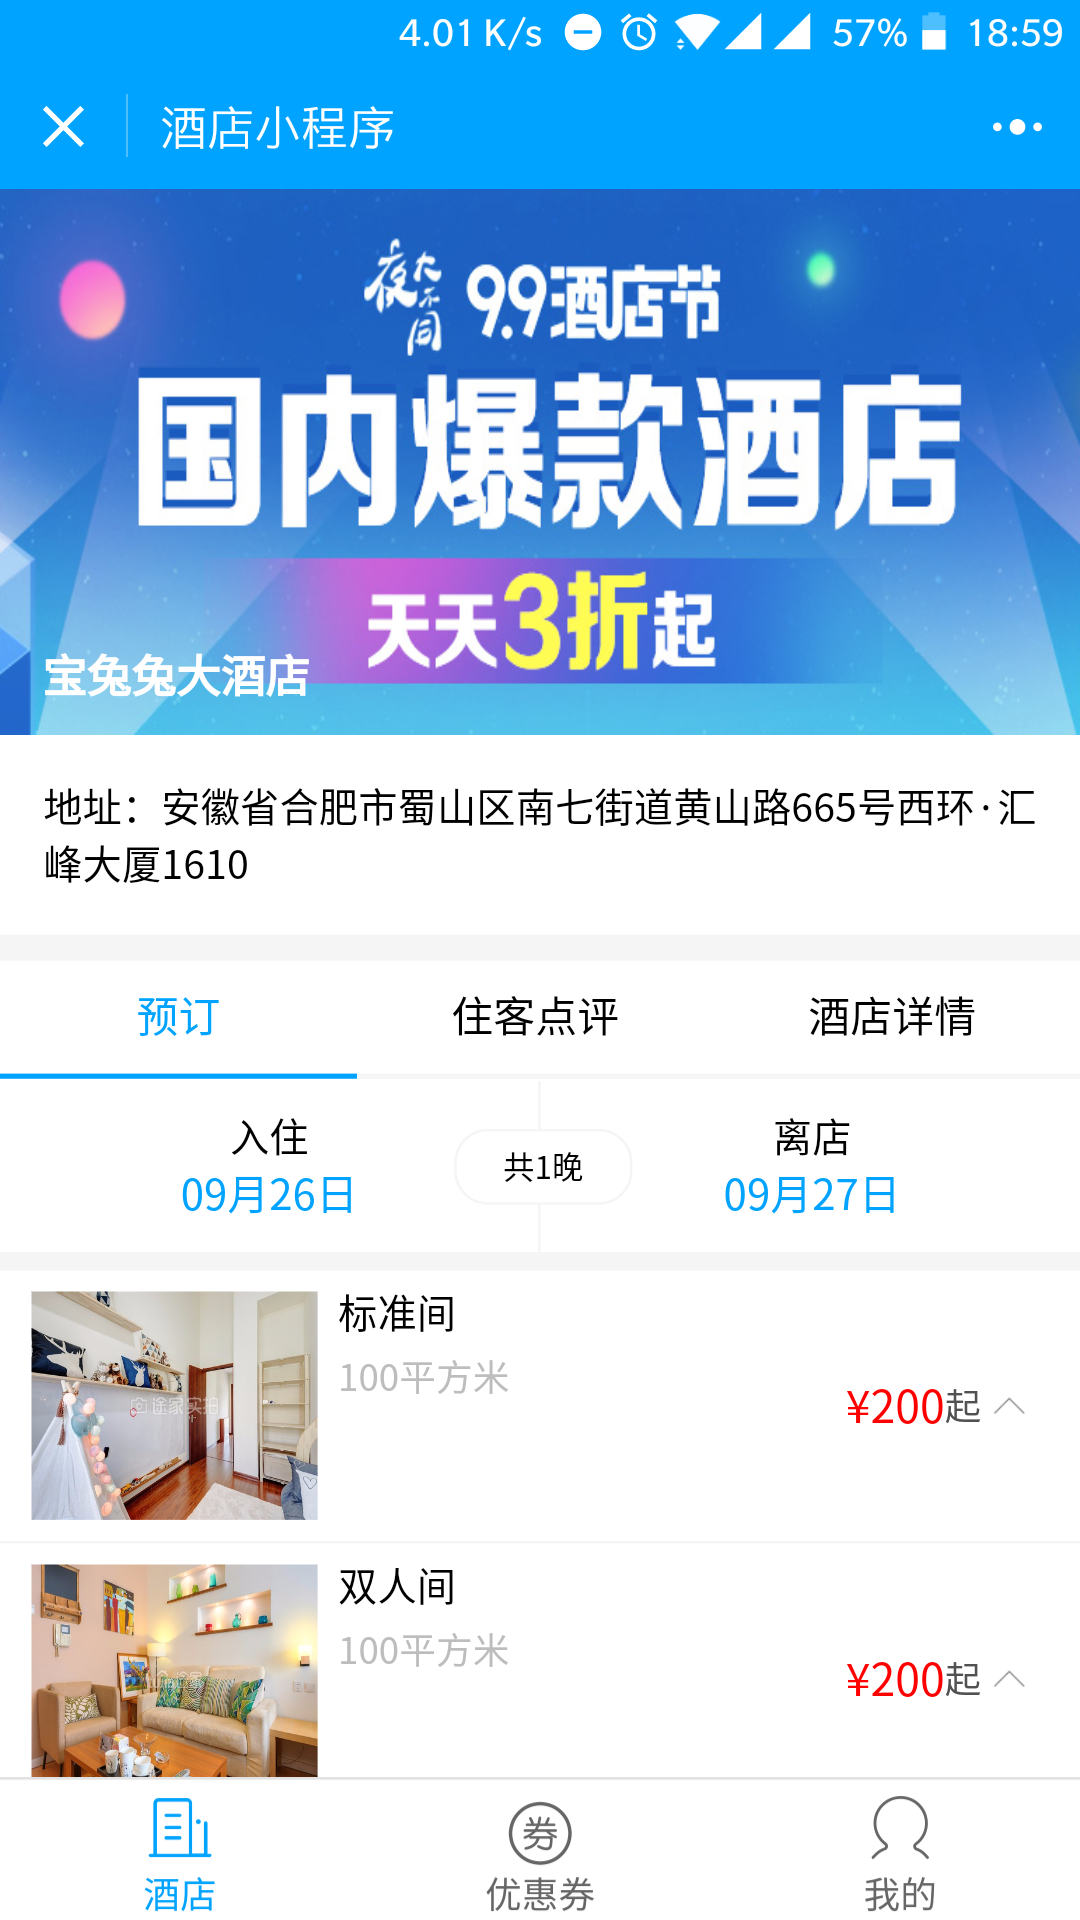 4.01 K/s 57% 18:59
酒店小程序
夜大不同 9.9酒店节
国内爆款酒店
天天3折起
宝兔兔大酒店
地址：安徽省合肥市蜀山区南七街道黄山路665号西环·汇
峰大厦1610
预订 住客点评 酒店详情
入住 离店
共1晚
09月26日 09月27日
标准间
100平方米
¥200起
途家实拍
双人间
100平方米
¥200起
途家
券
酒店 优惠券 我的